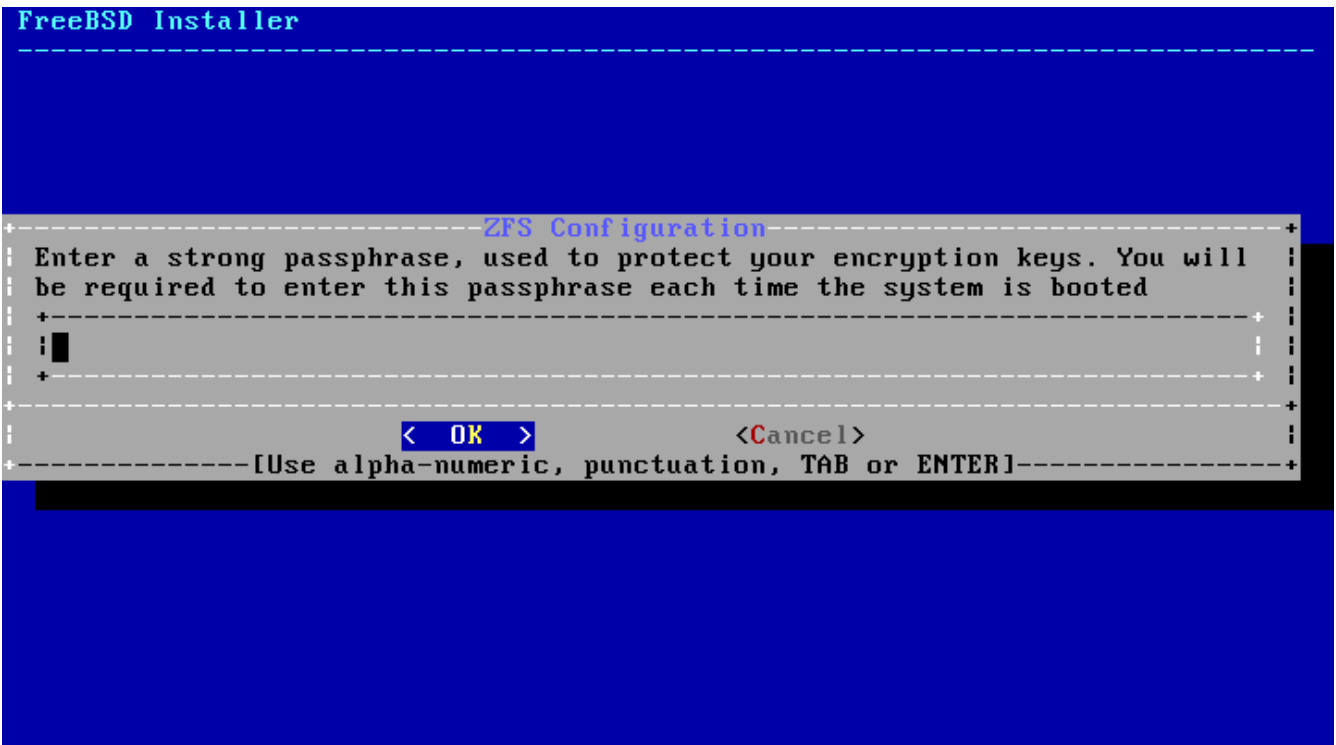 FreeBSD Installer
ZFS Configuration
Enter a strong passphrase, used to protect your encryption keys. You will
be required to enter this passphrase each time the system is booted
< OK > <Cancel>
[Use alpha-numeric, punctuation, TAB or ENTER]